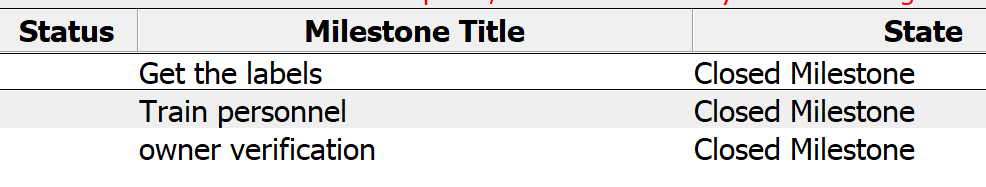 Status Milestone Title State
Get the labels Closed Milestone
Train personnel Closed Milestone
owner verification Closed Milestone